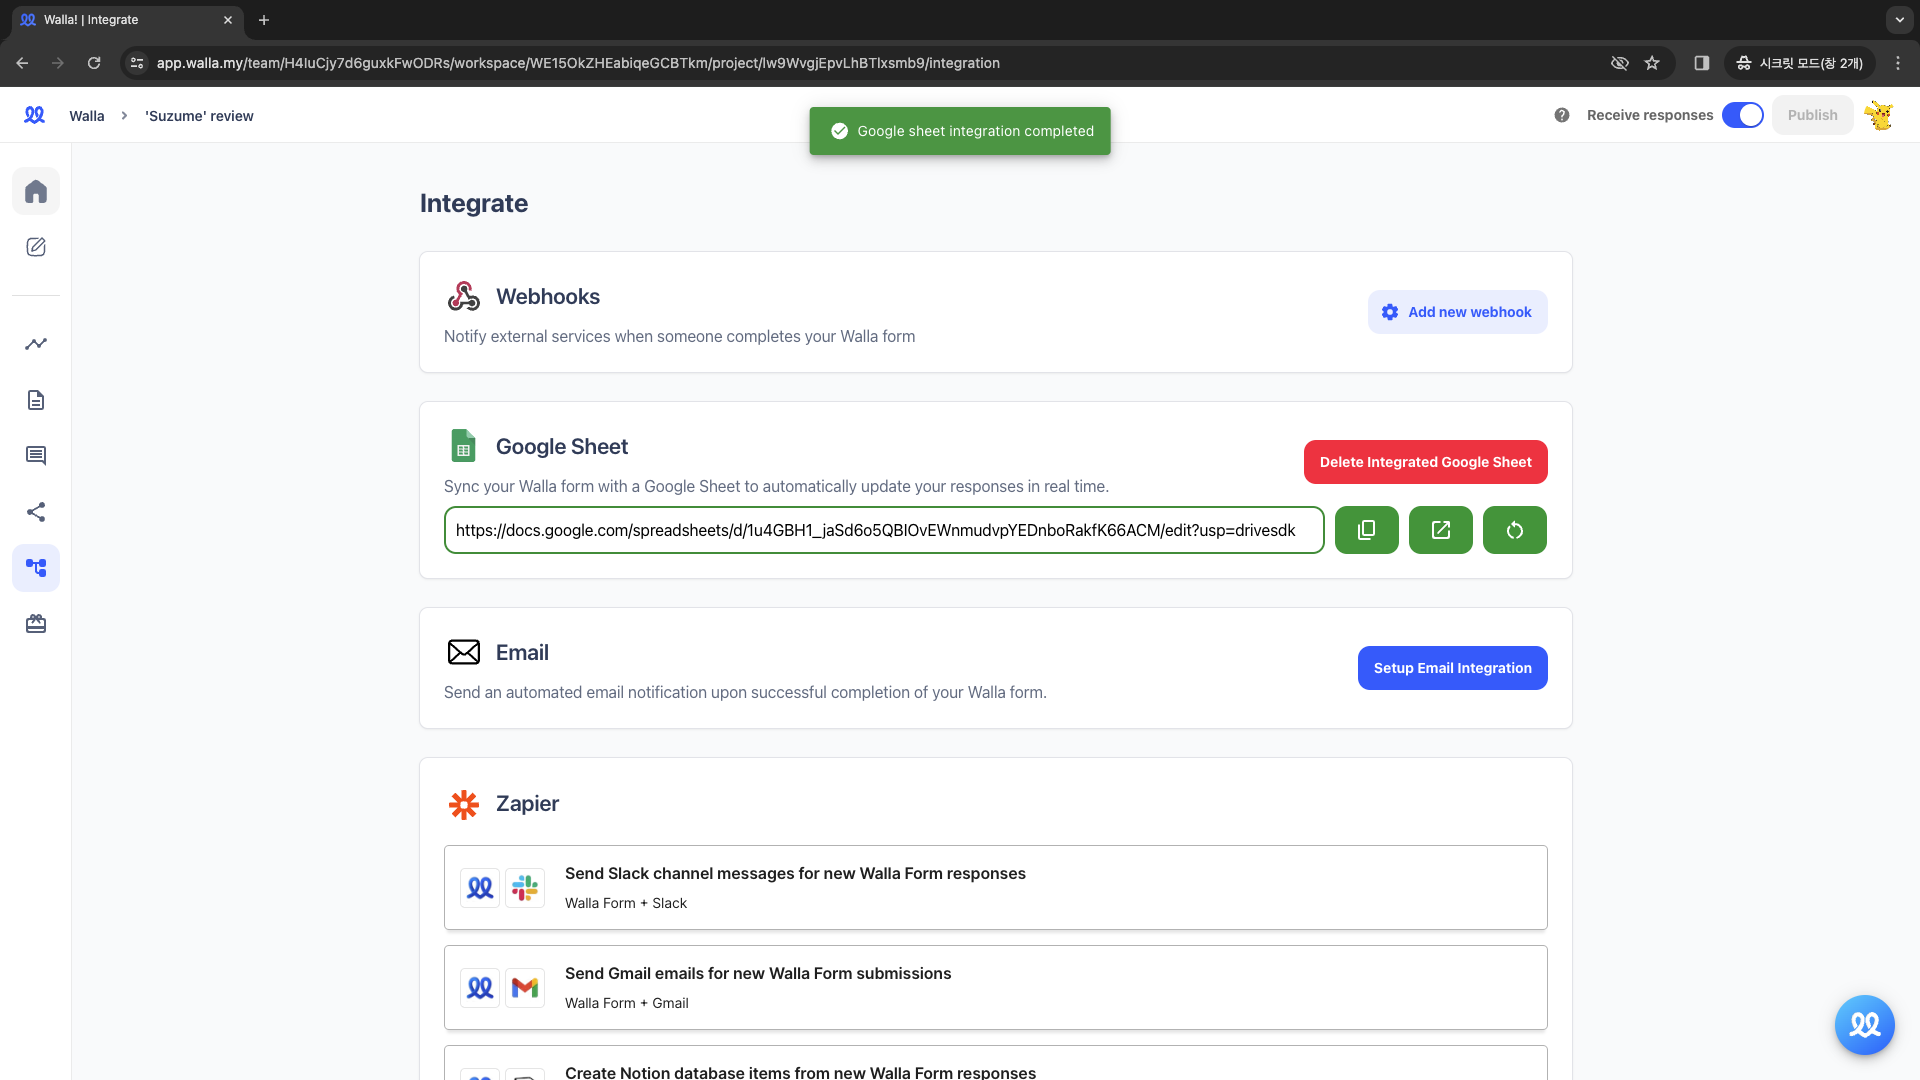 Walla! | Integrate
app.walla.my/team/H4IuCjy7d6guxkFwODRs/workspace/WE15OkZHEabiqeGCBTkm/project/lw9WvgjEpvLhBTlxsmb9/integration
시크릿 모드(창 2개)
Walla
'Suzume' review
Google sheet integration completed
Receive responses
Publish
Integrate
Webhooks
Notify external services when someone completes your Walla form
Add new webhook
Google Sheet
Sync your Walla form with a Google Sheet to automatically update your responses in real time.
Delete Integrated Google Sheet
https://docs.google.com/spreadsheets/d/1u4GBH1_jaSd6o5QBIOvEWnmudvpYEDnboRakfK66ACM/edit?usp=drivesdk
Email
Send an automated email notification upon successful completion of your Walla form.
Setup Email Integration
Zapier
Send Slack channel messages for new Walla Form responses
Walla Form + Slack
Send Gmail emails for new Walla Form submissions
Walla Form + Gmail
Create Notion database items from new Walla Form responses